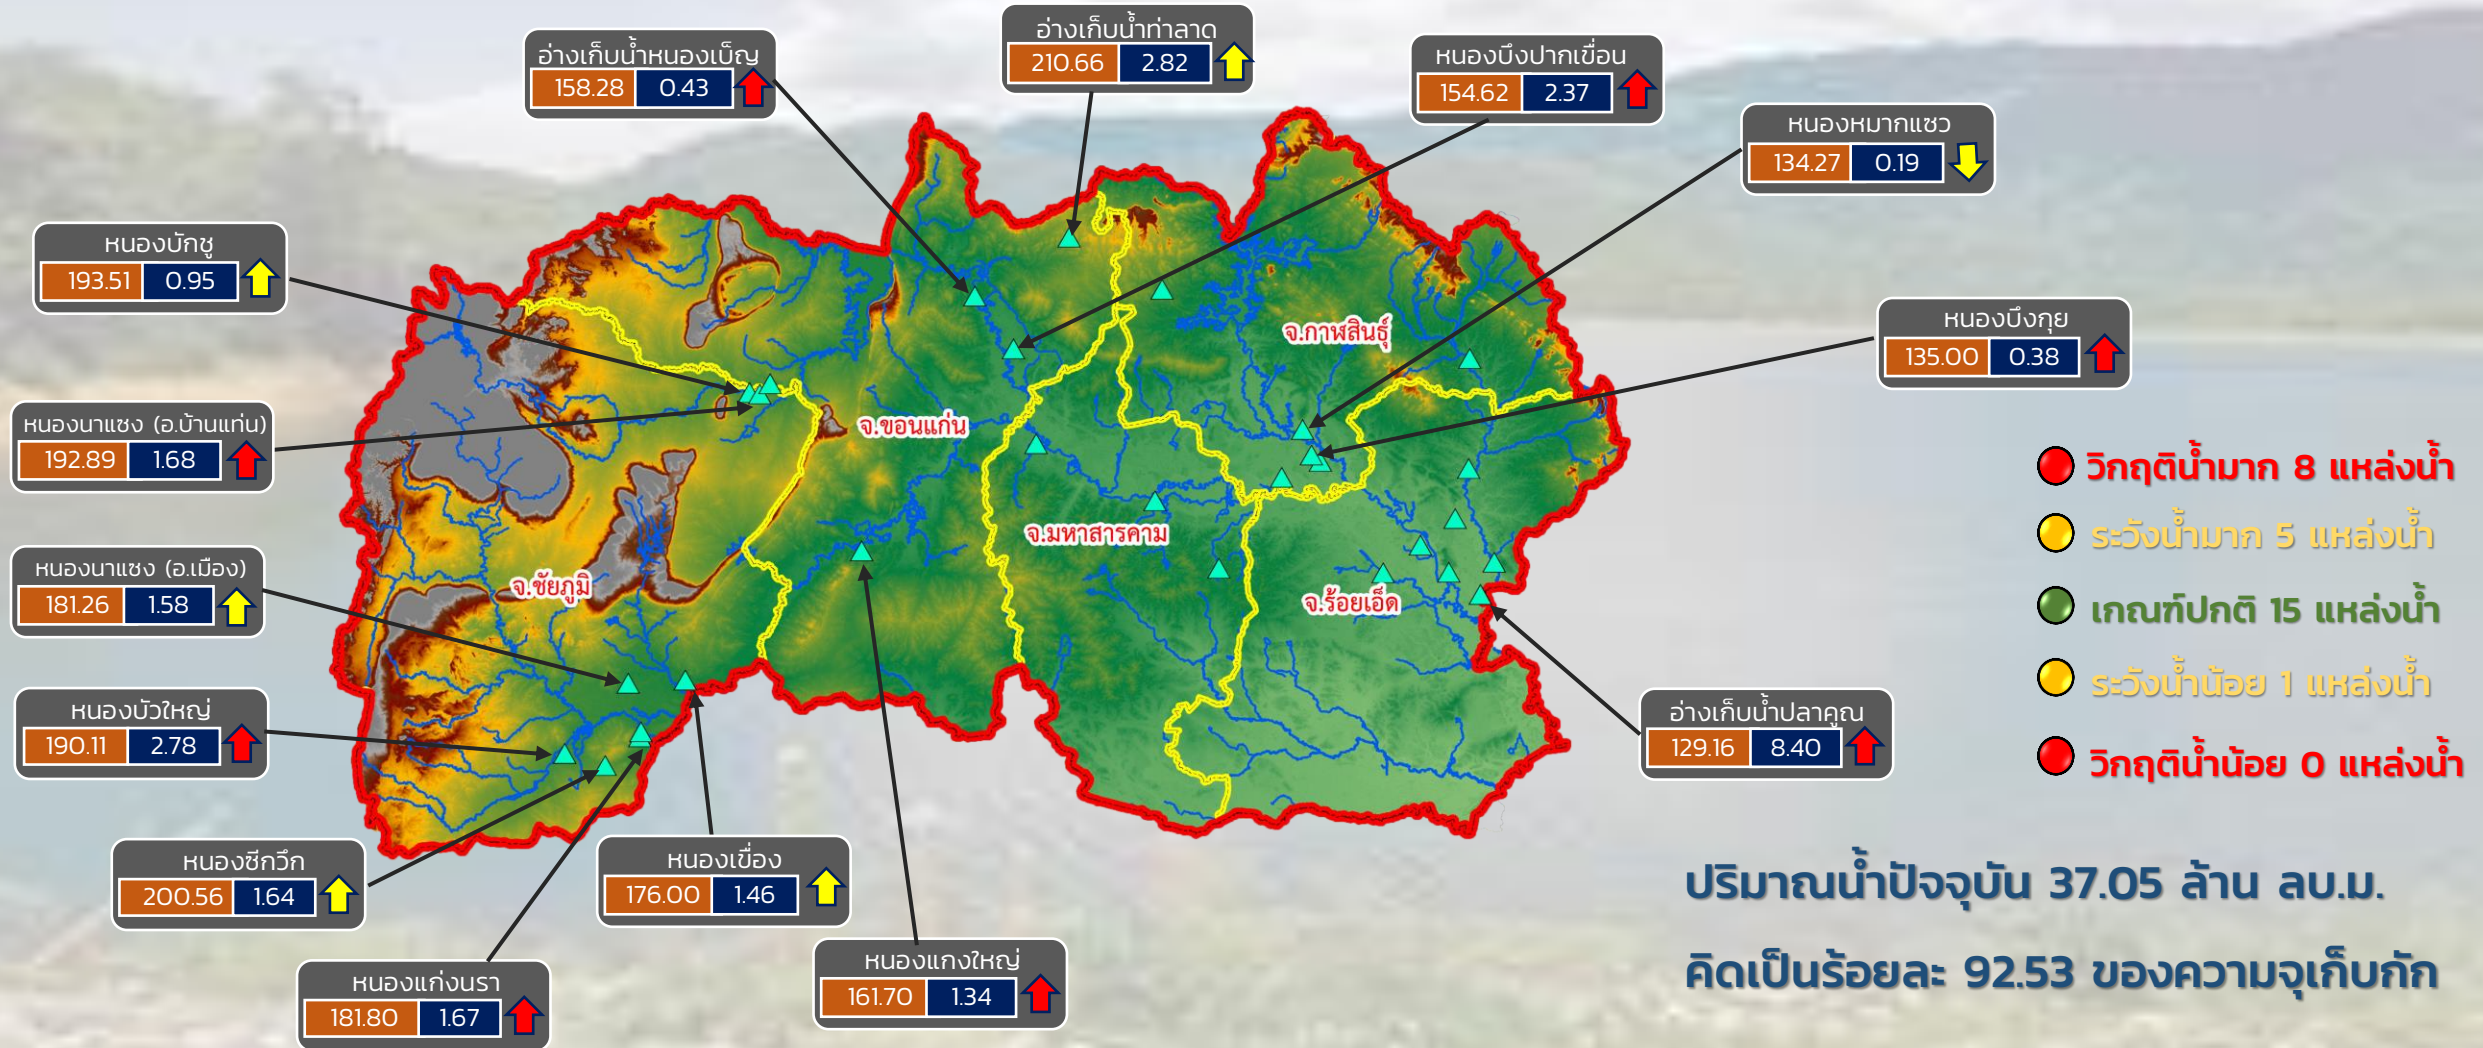 อ่างเก็บน้ำท่าลาด
210.66 2.82
อ่างเก็บน้ำหนองเบ็ญ
158.28 0.43
หนองบึงปากเขื่อน
154.62 2.37
หนองหมากแซว
134.27 0.19
หนองบักชู
193.51 0.95
หนองบึงกุย
135.00 0.38
จ.กาฬสินธุ์
หนองนาแซง (อ.บ้านแท่น)
192.89 1.68
จ.ขอนแก่น
วิกฤติน้ำมาก 8 แหล่งน้ำ
ระวังน้ำมาก 5 แหล่งน้ำ
จ.มหาสารคาม
หนองนาแซง (อ.เมือง)
181.26 1.58
จ.ชัยภูมิ
จ.ร้อยเอ็ด
เกณฑ์ปกติ 15 แหล่งน้ำ
ระวังน้ำน้อย 1 แหล่งน้ำ
หนองบัวใหญ่
190.11 2.78
อ่างเก็บน้ำปลาคูณ
129.16 8.40
วิกฤติน้ำน้อย 0 แหล่งน้ำ
หนองซีกวึก
200.56 1.64
หนองเขื่อง
176.00 1.46
ปริมาณน้ำปัจจุบัน 37.05 ล้าน ลบ.ม.
หนองแกงใหญ่
161.70 1.34
หนองแก่งนรา
181.80 1.67
คิดเป็นร้อยละ 92.53 ของความจุเก็บกัก